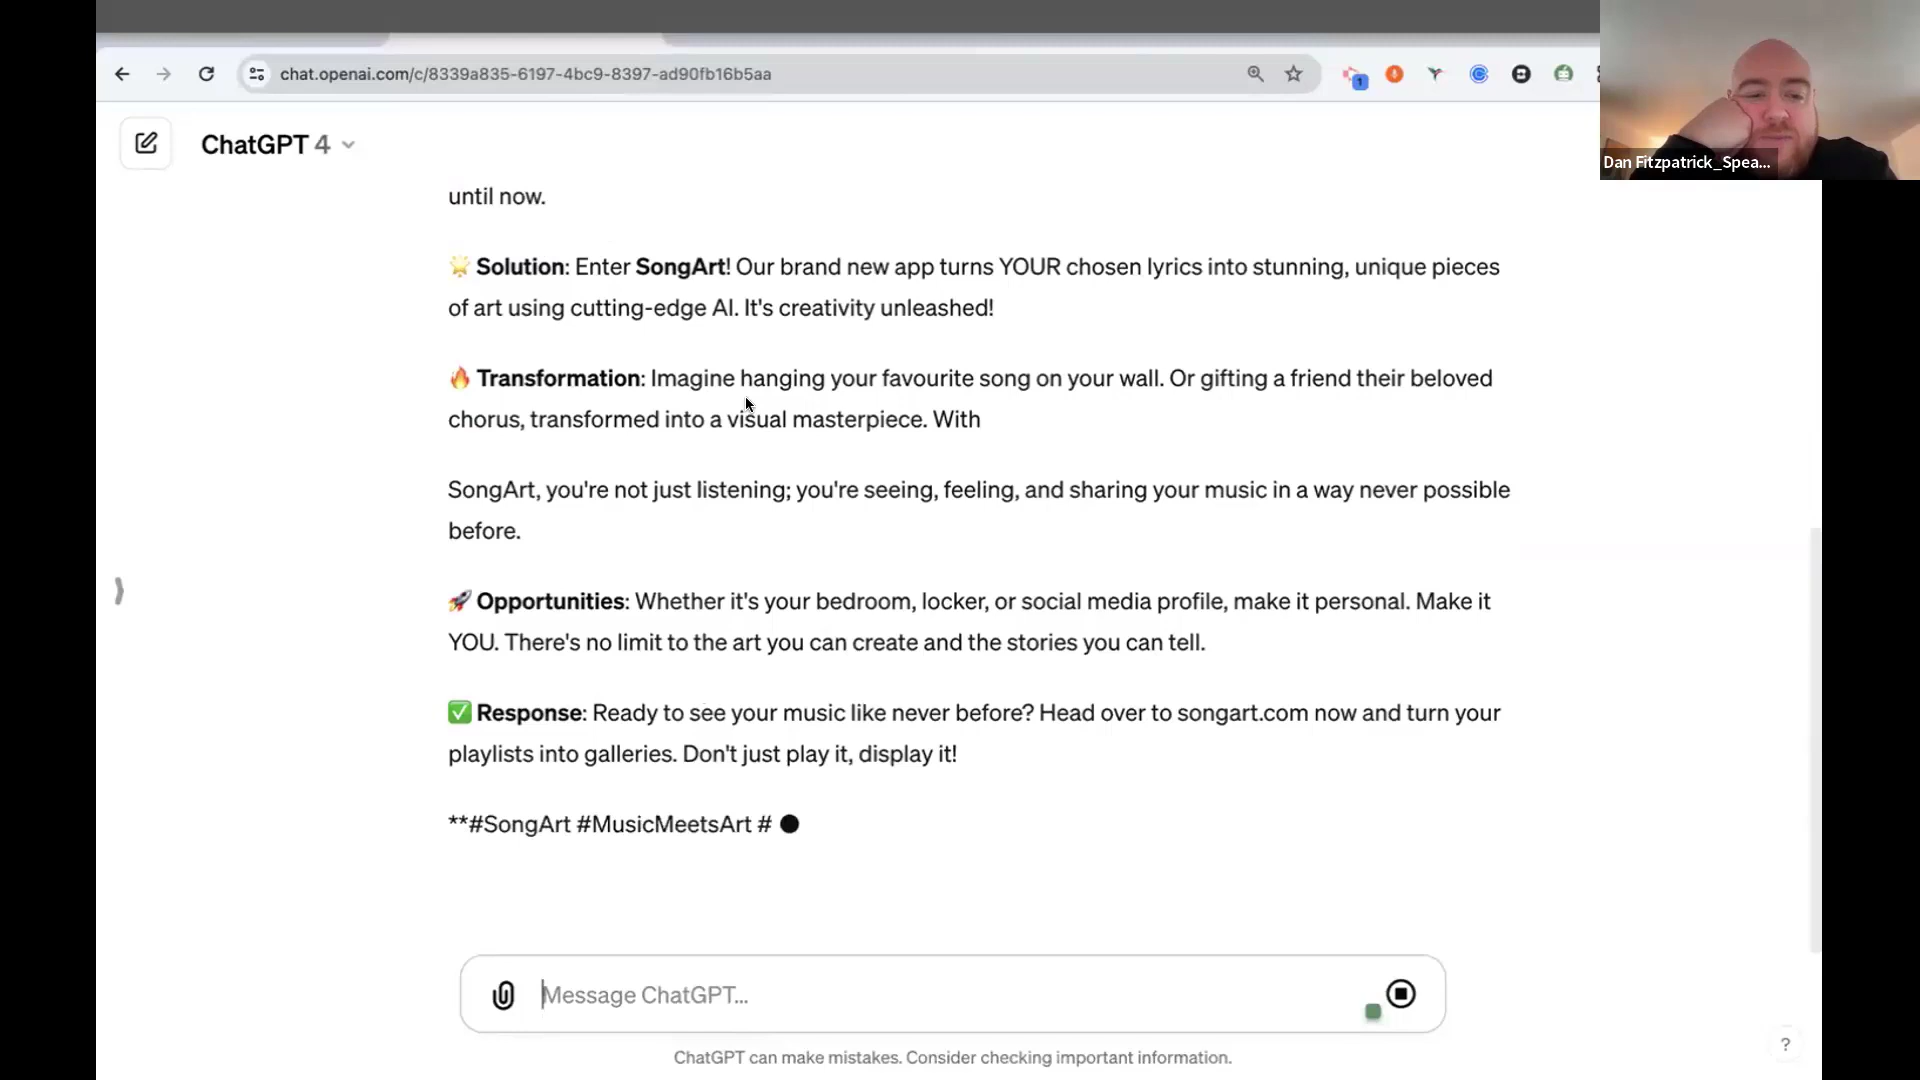 chat.openai.com/c/8339a835-6197-4bc9-8397-ad90fb16b5aa
1
Dan Fitzpatrick_Spea...
ChatGPT 4
until now.
Solution: Enter SongArt! Our brand new app turns YOUR chosen lyrics into stunning, unique pieces
of art using cutting-edge AI. It's creativity unleashed!
Transformation: Imagine hanging your favourite song on your wall. Or gifting a friend their beloved
chorus, transformed into a visual masterpiece. With
SongArt, you're not just listening; you're seeing, feeling, and sharing your music in a way never possible
before.
Opportunities: Whether it's your bedroom, locker, or social media profile, make it personal. Make it
YOU. There's no limit to the art you can create and the stories you can tell.
Response: Ready to see your music like never before? Head over to songart.com now and turn your
playlists into galleries. Don't just play it, display it!
**#SongArt #MusicMeetsArt #
Message ChatGPT...
ChatGPT can make mistakes. Consider checking important information.
?